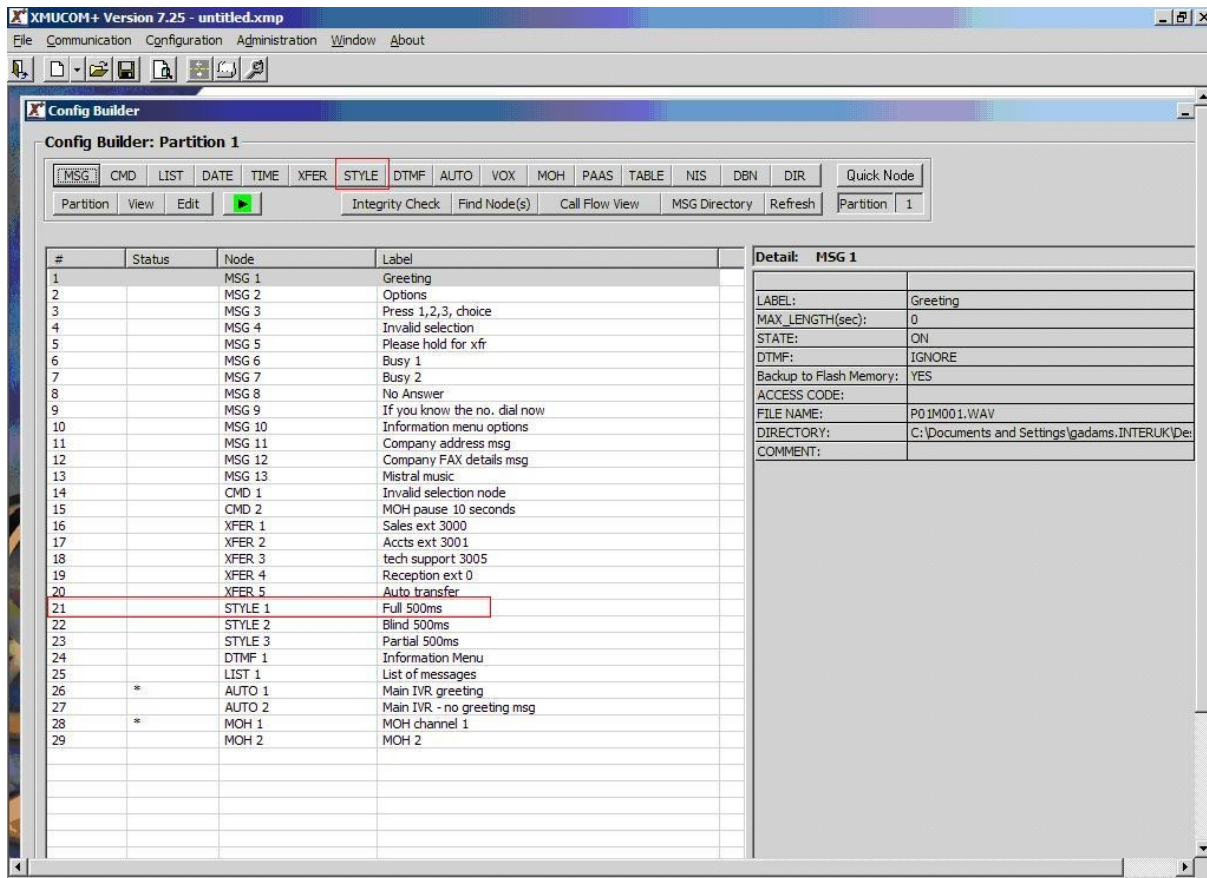 XMUCOM+ Version 7.25 - untitled.xmp
File Communication Configuration Administration Window About
Config Builder
Config Builder: Partition 1
MSG CMD LIST DATE TIME XFER STYLE DTMF AUTO VOX MOH PAAS TABLE NIS DBN DIR Quick Node
Partition View Edit Integrity Check Find Node(s) Call Flow View MSG Directory Refresh Partition 1
# Status Node Label
1 MSG 1 Greeting
2 MSG 2 Options
3 MSG 3 Press 1,2,3, choice
4 MSG 4 Invalid selection
5 MSG 5 Please hold for xfr
6 MSG 6 Busy 1
7 MSG 7 Busy 2
8 MSG 8 No Answer
9 MSG 9 If you know the no. dial now
10 MSG 10 Information menu options
11 MSG 11 Company address msg
12 MSG 12 Company FAX details msg
13 MSG 13 Mistral music
14 CMD 1 Invalid selection node
15 CMD 2 MOH pause 10 seconds
16 XFER 1 Sales ext 3000
17 XFER 2 Accts ext 3001
18 XFER 3 tech support 3005
19 XFER 4 Reception ext 0
20 XFER 5 Auto transfer
21 STYLE 1 Full 500ms
22 STYLE 2 Blind 500ms
23 STYLE 3 Partial 500ms
24 DTMF 1 Information Menu
25 LIST 1 List of messages
26 * AUTO 1 Main IVR greeting
27 AUTO 2 Main IVR - no greeting msg
28 * MOH 1 MOH channel 1
29 MOH 2 MOH 2
Detail: MSG 1
LABEL: Greeting
MAX_LENGTH(sec): 0
STATE: ON
DTMF: IGNORE
Backup to Flash Memory: YES
ACCESS CODE:
FILE NAME: P01M001.WAV
DIRECTORY: C:\Documents and Settings\gadams.INTERUK\De
COMMENT: